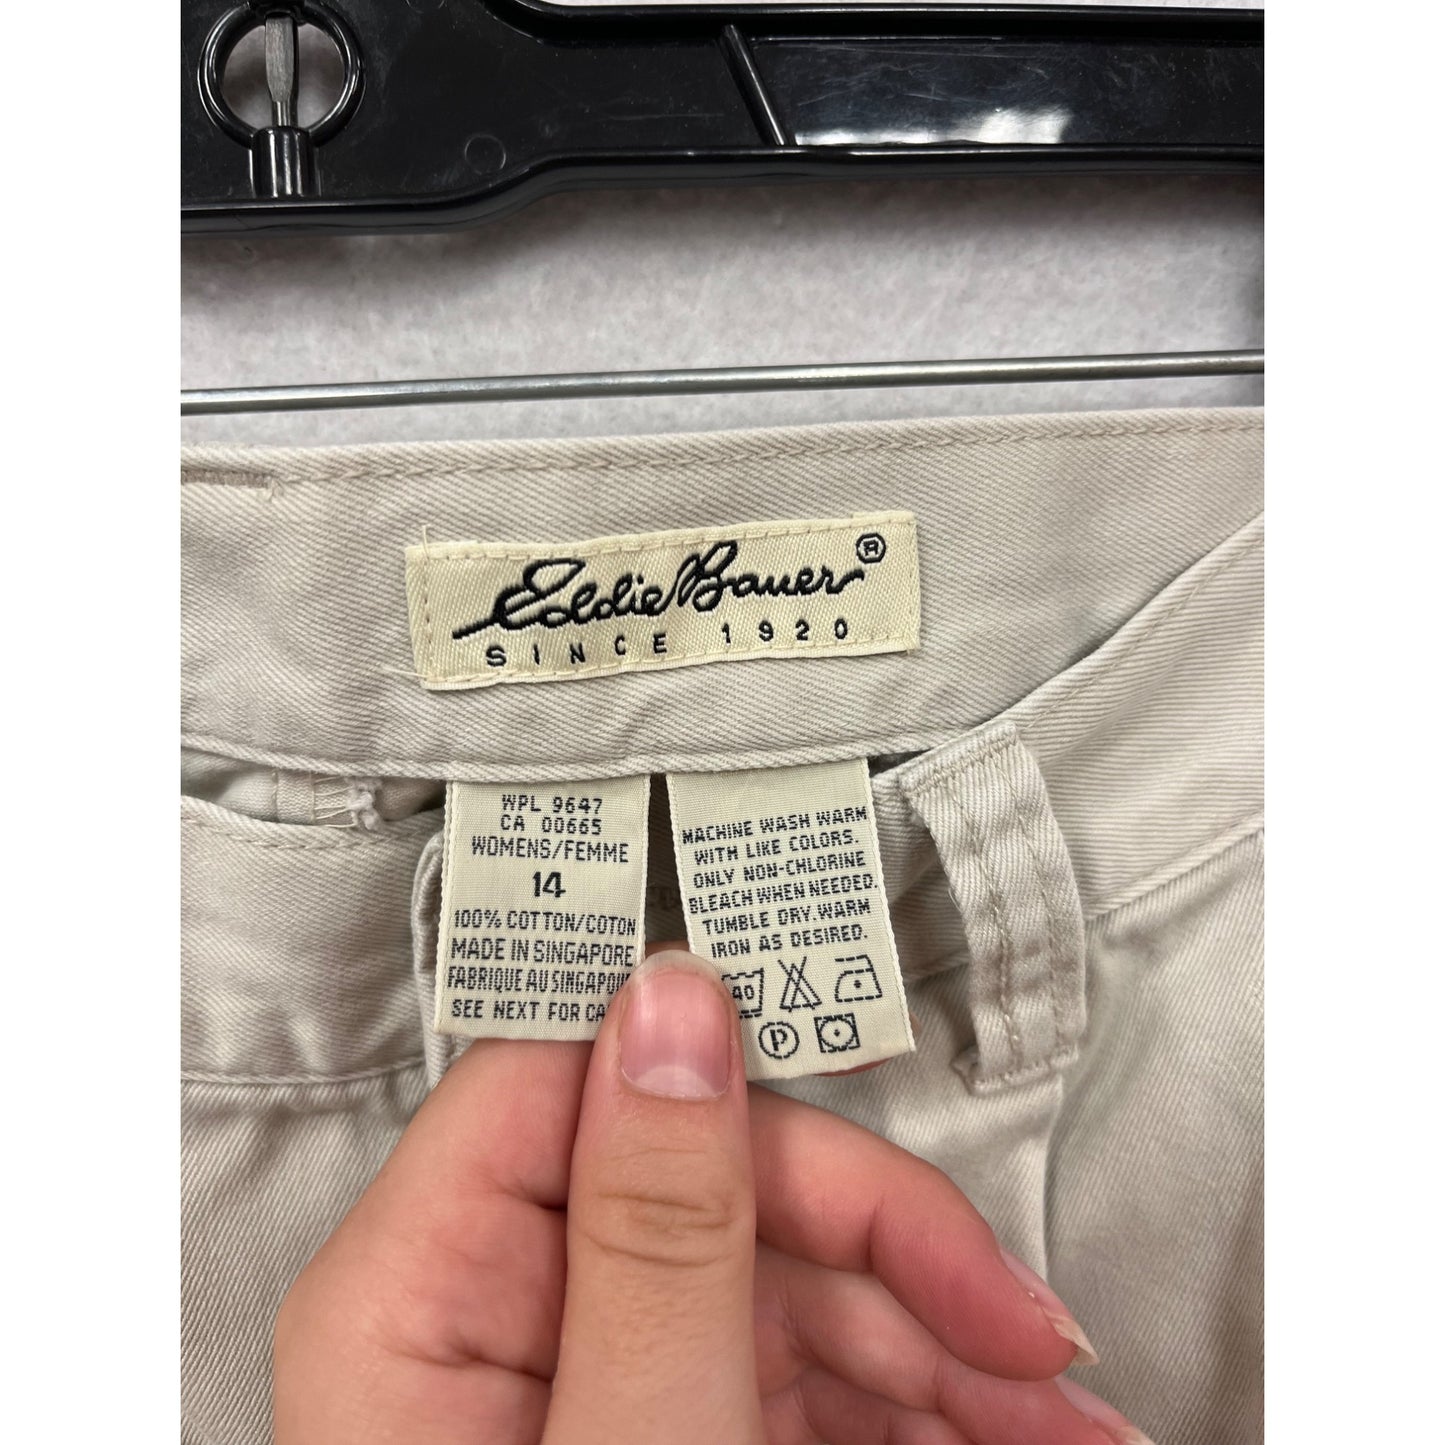 Eddie Bauer ®
SINCE 1920
WPL 9647
CA 00665
WOMENS/FEMME
14
100% COTTON/COTON
MADE IN SINGAPORE
FABRIQUE AU
SEE NEXT FOR
MACHINE WASH WARM
WITH LIKE COLORS.
ONLY NON-CHLORINE
BLEACH WHEN NEEDED.
TUMBLE DRY. WARM
IRON AS DESIRED.
40
P